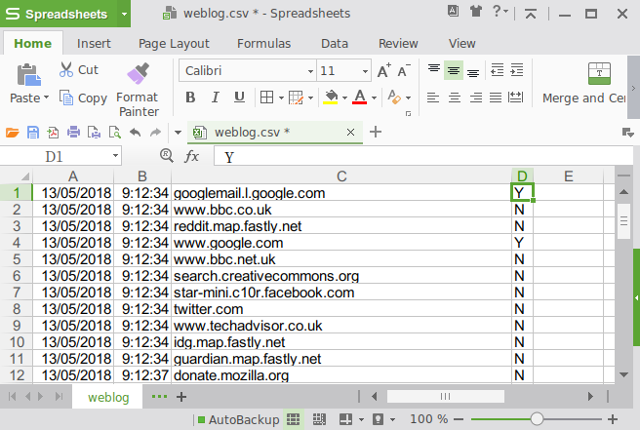 S Spreadsheets
weblog.csv * - Spreadsheets
Home Insert Page Layout Formulas Data Review View
Paste Cut Copy Format Painter Calibri 11 A+ A- B I U A Merge and Cen
weblog.csv *
D1 fx Y
A B C D E
1 13/05/2018 9:12:34 googlemail.l.google.com Y
2 13/05/2018 9:12:34 www.bbc.co.uk N
3 13/05/2018 9:12:34 reddit.map.fastly.net N
4 13/05/2018 9:12:34 www.google.com Y
5 13/05/2018 9:12:34 www.bbc.net.uk N
6 13/05/2018 9:12:34 search.creativecommons.org N
7 13/05/2018 9:12:34 star-mini.c10r.facebook.com N
8 13/05/2018 9:12:34 twitter.com N
9 13/05/2018 9:12:34 www.techadvisor.co.uk N
10 13/05/2018 9:12:34 idg.map.fastly.net N
11 13/05/2018 9:12:34 guardian.map.fastly.net N
12 13/05/2018 9:12:37 donate.mozilla.org N
weblog
AutoBackup 100 %